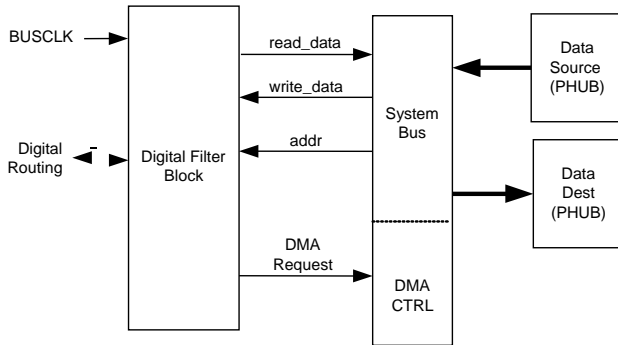 BUSCLK
Digital
Routing
Digital Filter
Block
read_data
write_data
addr
DMA
Request
System
Bus
DMA
CTRL
Data
Source
(PHUB)
Data
Dest
(PHUB)